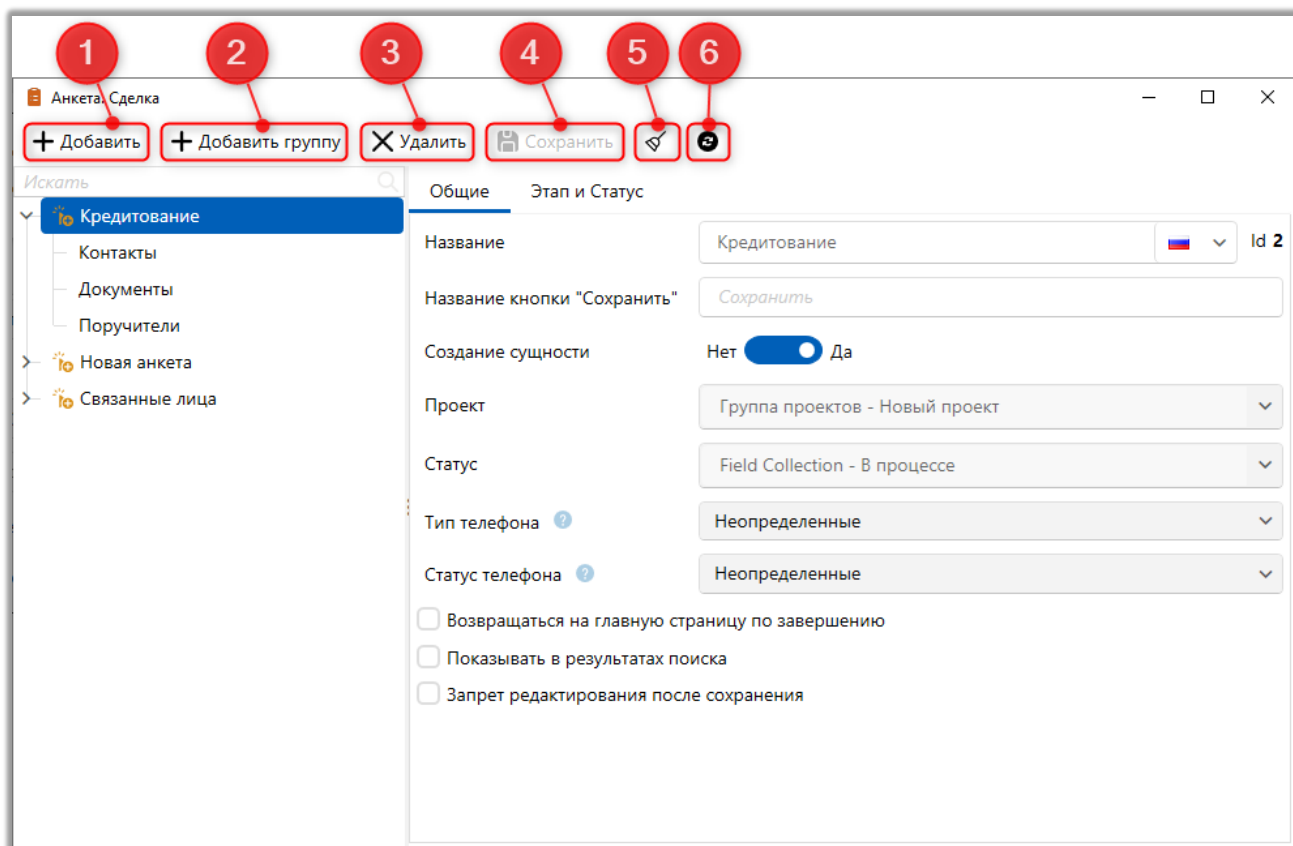 1 2 3 4 5 6
Анкета: Сделка
Добавить Добавить группу Удалить Сохранить
Искать
Общие Этап и Статус
Кредитование
Контакты
Документы
Поручители
Новая анкета
Связанные лица
Название Кредитование Id 2
Название кнопки "Сохранить" Сохранить
Создание сущности Нет Да
Проект Группа проектов - Новый проект
Статус Field Collection - В процессе
Тип телефона ? Неопределенные
Статус телефона ? Неопределенные
Возвращаться на главную страницу по завершению
Показывать в результатах поиска
Запрет редактирования после сохранения